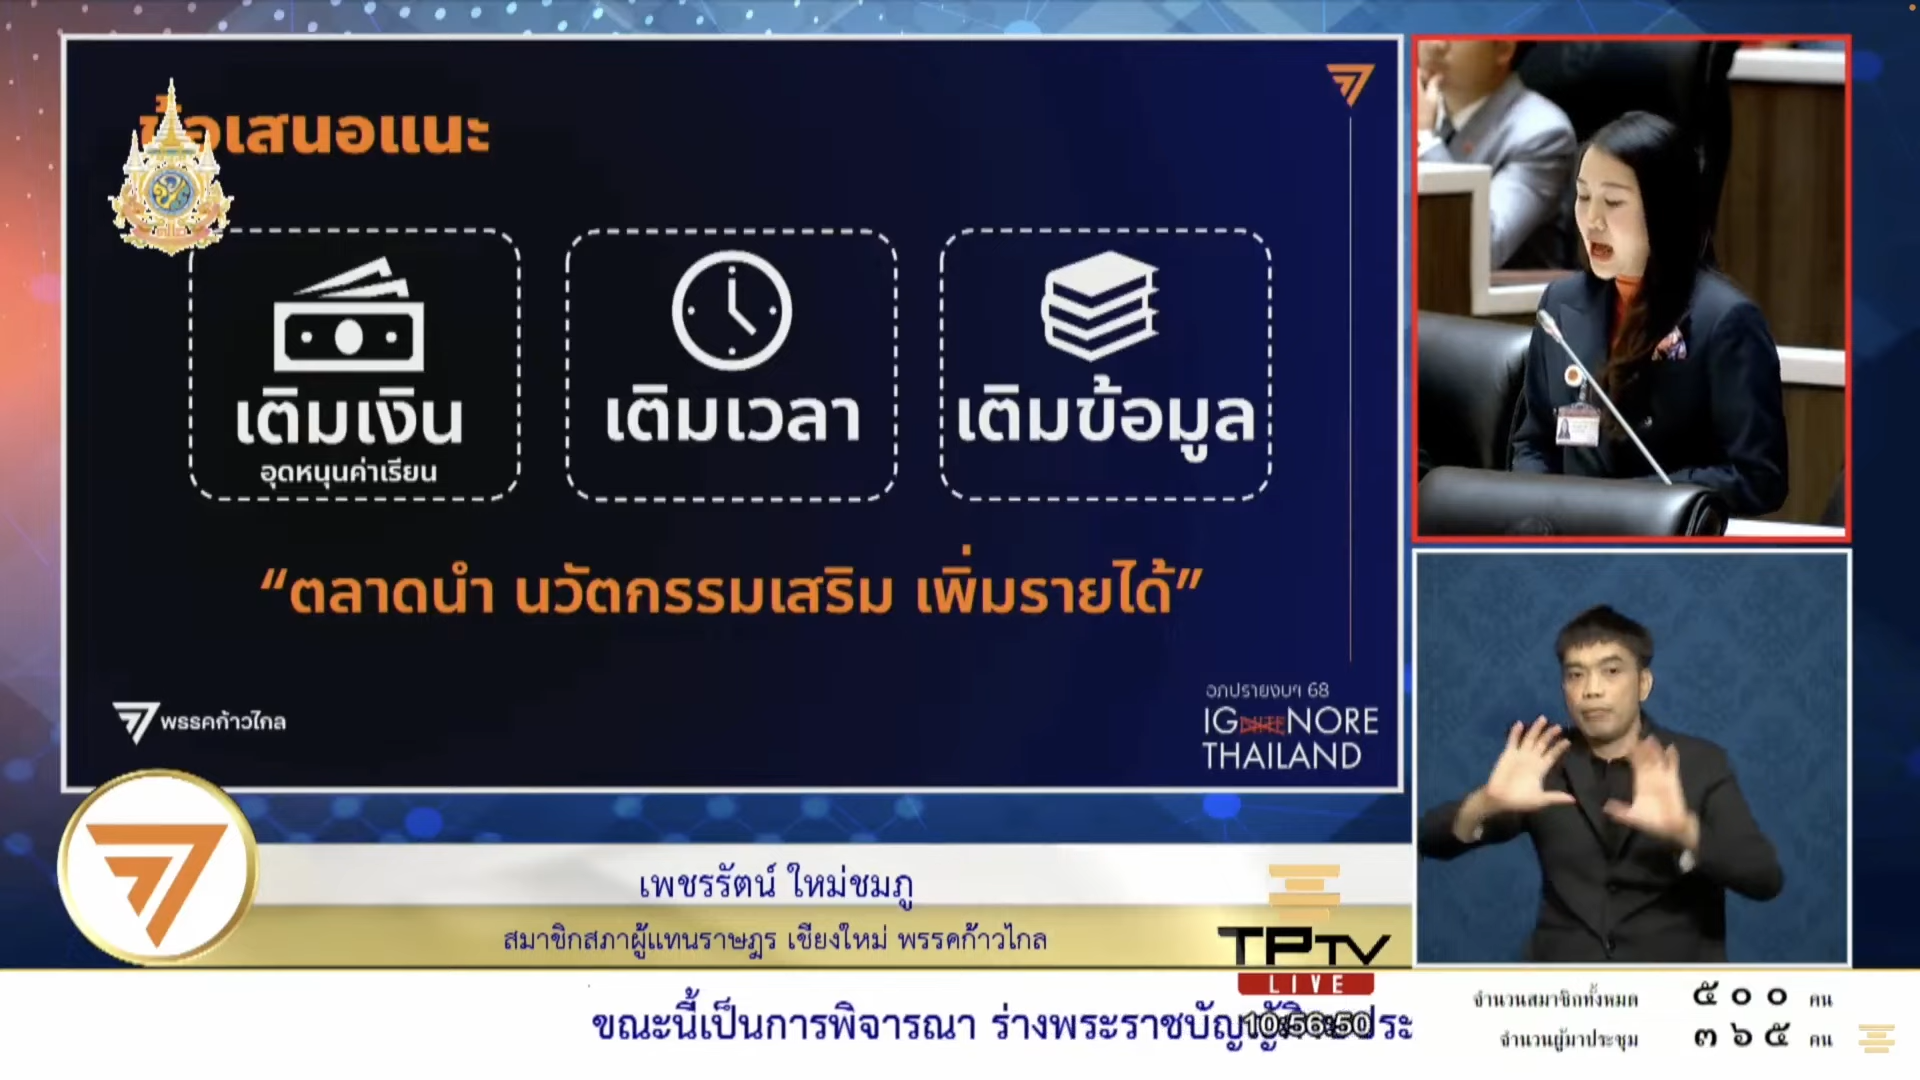 ข้อเสนอแนะ
เติมเงิน
อุดหนุนค่าเรียน
เติมเวลา
เติมข้อมูล
“ตลาดนำ นวัตกรรมเสริม เพิ่มรายได้”
พรรคก้าวไกล
อภิปรายงบฯ 68
IGNORE
THAILAND
เพชรรัตน์ ใหม่ชมภู
สมาชิกสภาผู้แทนราษฎร เชียงใหม่ พรรคก้าวไกล
TPTV
LIVE
10:56:50
ขณะนี้เป็นการพิจารณา ร่างพระราชบัญญัติ
จำนวนสมาชิกทั้งหมด ๕๐๐ คน
จำนวนผู้มาประชุม ๓๖๕ คน